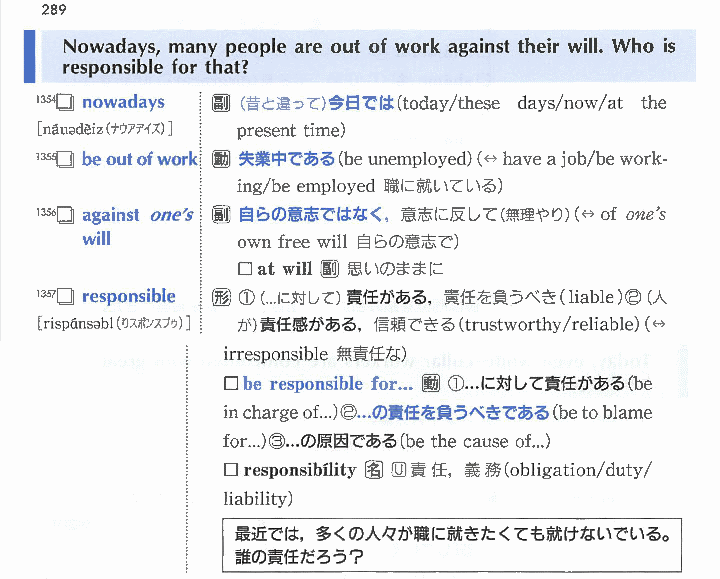 289
Nowadays, many people are out of work against their will. Who is
responsible for that?
1354□ nowadays 副 (昔と違って)今日では(today/these days/now/at the
[náuədèiz(ナウアデイズ)] present time)
1355□ be out of work 動 失業中である(be unemployed)(↔ have a job/be work-
ing/be employed 職に就いている)
1356□ against one's 副 自らの意志ではなく, 意志に反して(無理やり)(↔ of one's
will own free will 自らの意志で)
□ at will 副 思いのままに
1357□ responsible 形 ①(…に対して)責任がある, 責任を負うべき(liable)②(人
[rispánsəbl(リスポンスブゥ)] が)責任感がある, 信頼できる(trustworthy/reliable)(↔
irresponsible 無責任な)
□ be responsible for... 動 ①...に対して責任がある(be
in charge of...)②...の責任を負うべきである(be to blame
for...)③...の原因である(be the cause of...)
□ responsibility 名 Ⓤ責任, 義務(obligation/duty/
liability)
最近では, 多くの人々が職に就きたくても就けないでいる。
誰の責任だろう?